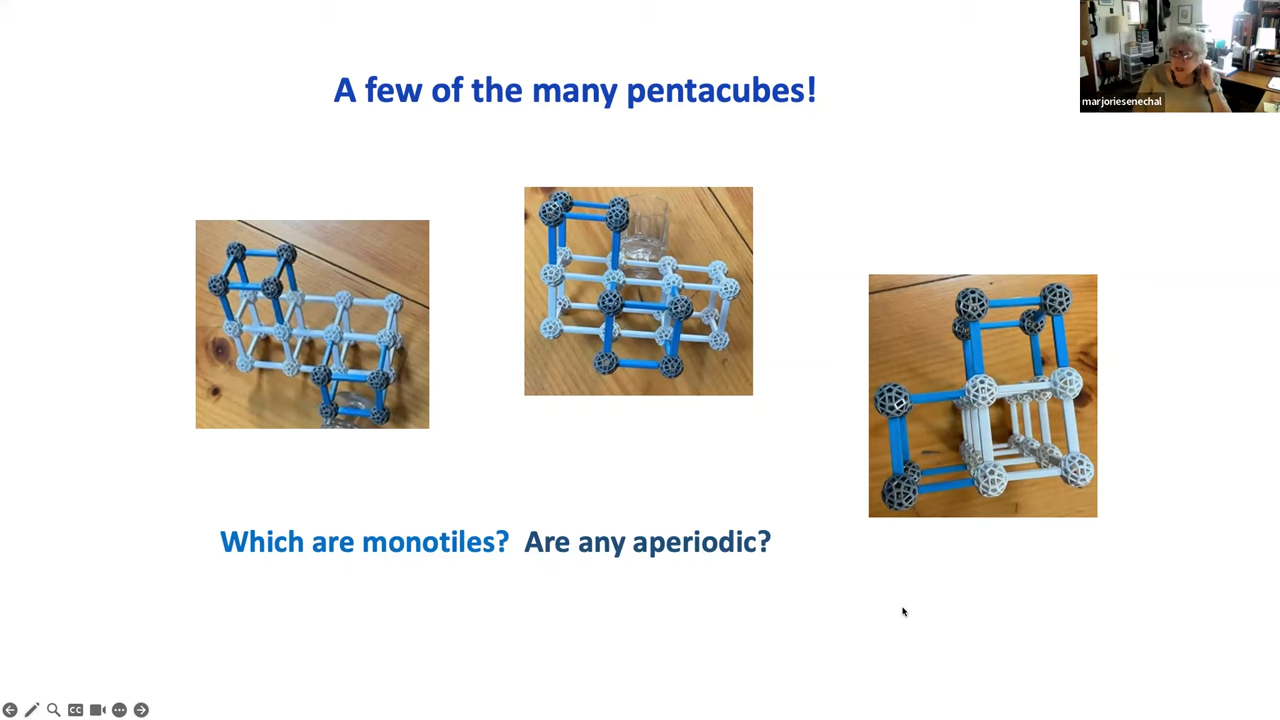 A few of the many pentacubes!
marjoriesenechal
Which are monotiles? Are any aperiodic?